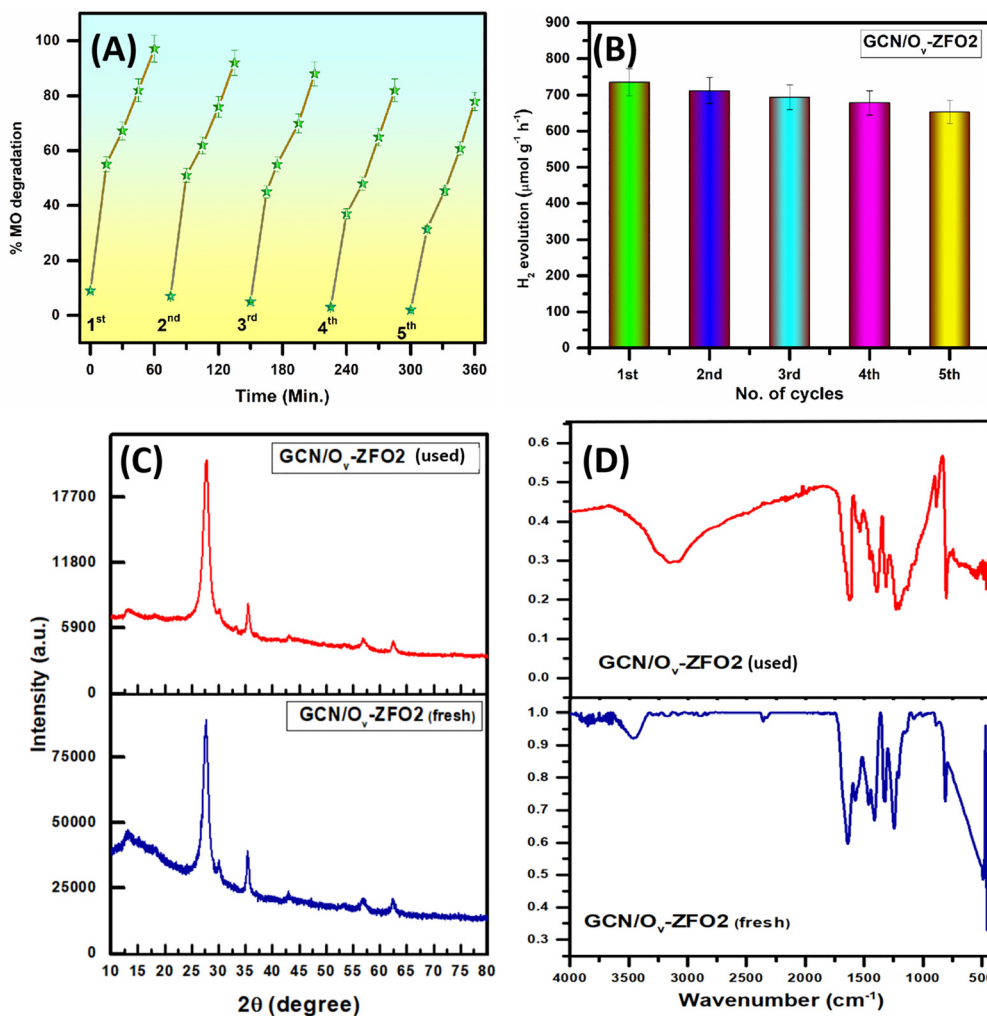 (A)
% MO degradation
100
80
60
40
20
0
1st
2nd
3rd
4th
5th
0 60 120 180 240 300 360
Time (Min.)
(B)
GCN/Ov-ZFO2
H2 evolution (μmol g-1 h-1)
900
800
700
600
500
400
300
200
100
0
1st 2nd 3rd 4th 5th
No. of cycles
(C)
GCN/Ov-ZFO2 (used)
17700
11800
5900
0
Intensity (a.u.)
GCN/Ov-ZFO2 (fresh)
75000
50000
25000
0
10 15 20 25 30 35 40 45 50 55 60 65 70 75 80
2θ (degree)
(D)
0.6
0.5
0.4
0.3
0.2
0.1
0.0
GCN/Ov-ZFO2 (used)
1.0
0.9
0.8
0.7
0.6
0.5
0.4
0.3
GCN/Ov-ZFO2 (fresh)
4000 3500 3000 2500 2000 1500 1000 500
Wavenumber (cm-1)